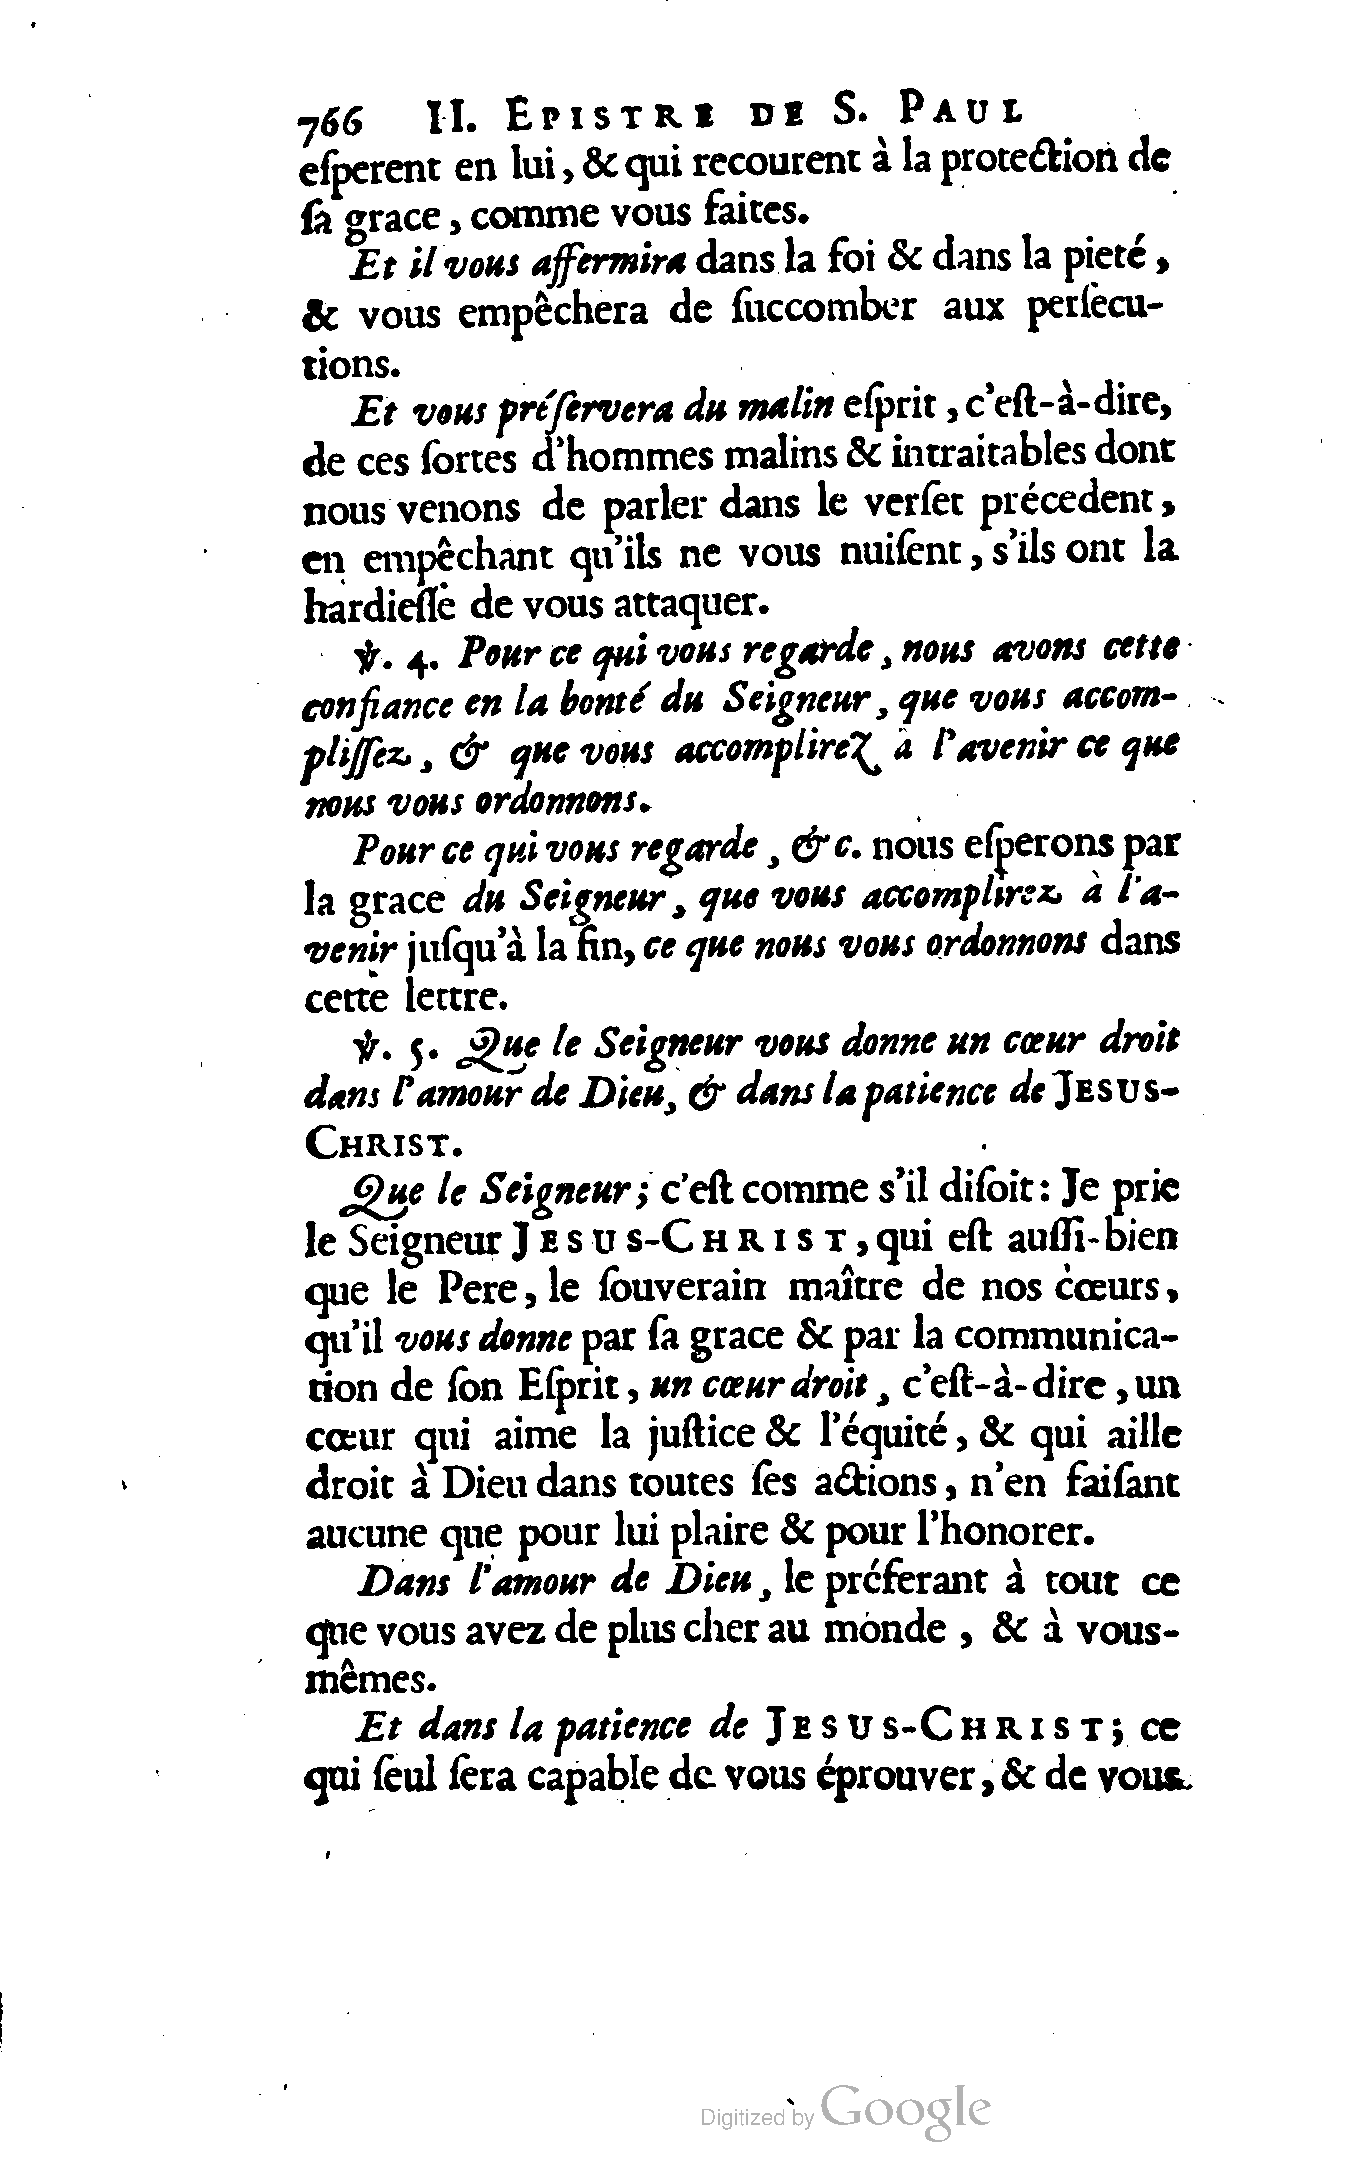 766 II. EPISTRE DE S. PAUL
eſperent en lui, & qui recourent à la protection de
ſa grace, comme vous faites.
Et il vous affermira dans la foi & dans la pieté,
& vous empêchera de ſuccomber aux perſecu-
tions.
Et vous préſervera du malin eſprit, c'eſt-à-dire,
de ces ſortes d'hommes malins & intraitables dont
nous venons de parler dans le verſet précedent,
en empêchant qu'ils ne vous nuiſent, s'ils ont la
hardieſſe de vous attaquer.
℣. 4. Pour ce qui vous regarde, nous avons cette
confiance en la bonté du Seigneur, que vous accom-
pliſſez, & que vous accomplirez à l'avenir ce que
nous vous ordonnons.
Pour ce qui vous regarde, &c. nous eſperons par
la grace du Seigneur, que vous accomplirez à l'a-
venir juſqu'à la fin, ce que nous vous ordonnons dans
cette lettre.
℣. 5. Que le Seigneur vous donne un cœur droit
dans l'amour de Dieu, & dans la patience de JESUS-
CHRIST.
Que le Seigneur; c'eſt comme s'il diſoit: Je prie
le Seigneur JESUS-CHRIST, qui eſt auſſi-bien
que le Pere, le ſouverain maître de nos cœurs,
qu'il vous donne par ſa grace & par la communica-
tion de ſon Eſprit, un cœur droit, c'eſt-à-dire, un
cœur qui aime la juſtice & l'équité, & qui aille
droit à Dieu dans toutes ſes actions, n'en faiſant
aucune que pour lui plaire & pour l'honorer.
Dans l'amour de Dieu, le préferant à tout ce
que vous avez de plus cher au monde, & à vous-
mêmes.
Et dans la patience de JESUS-CHRIST; ce
qui ſeul ſera capable de vous éprouver, & de vous
Digitized by Google